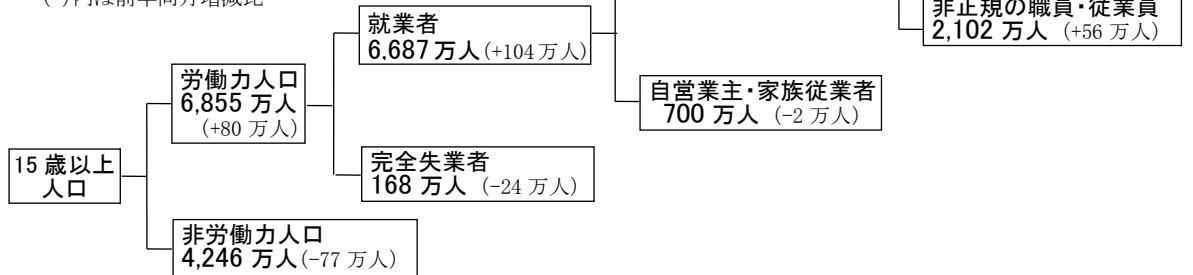 ( )内は前年同月増減比
非正規の職員・従業員
2,102 万人 (+56 万人)
就業者
6,687 万人(+104 万人)
労働力人口
6,855 万人
(+80 万人)
自営業主・家族従業者
700 万人 (-2 万人)
15 歳以上
人口
完全失業者
168 万人 (-24 万人)
非労働力人口
4,246 万人(-77 万人)